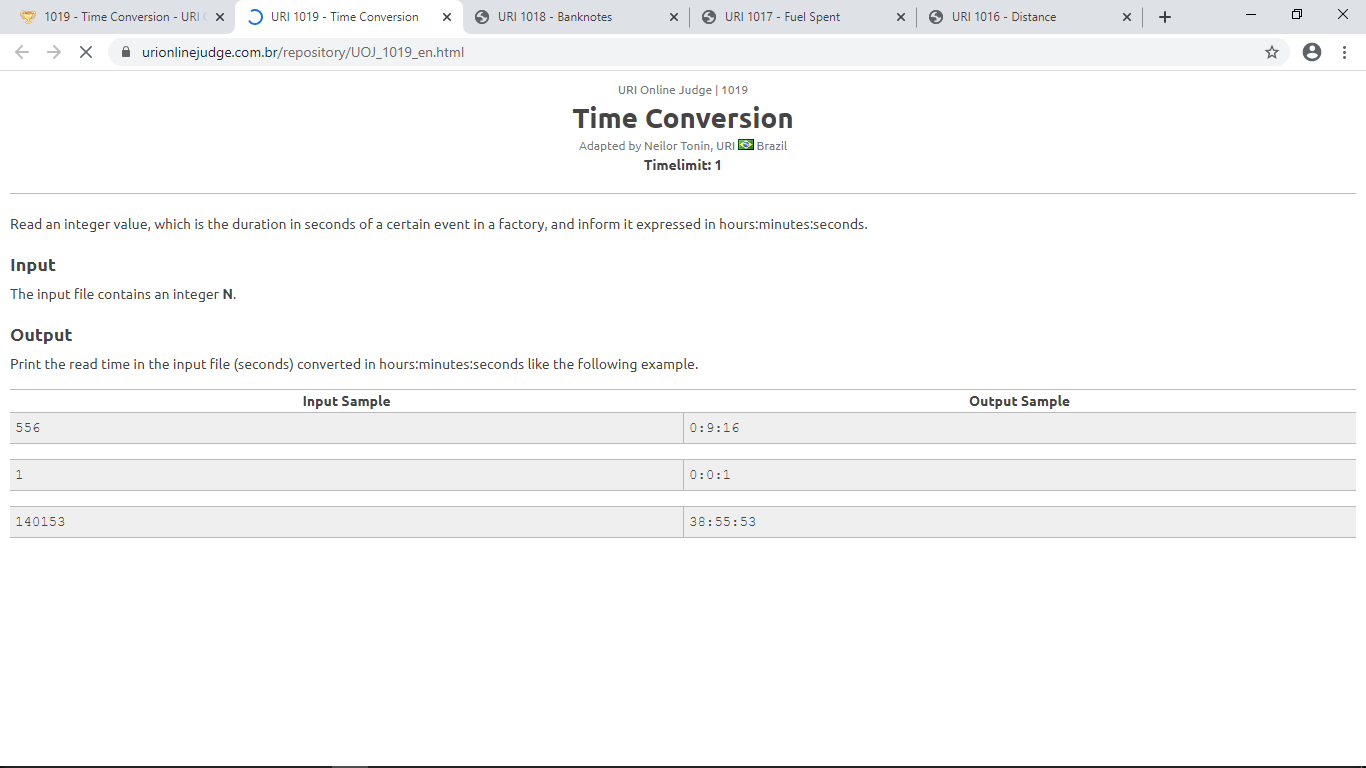 1019 - Time Conversion - URI
URI 1019 - Time Conversion
URI 1018 - Banknotes
URI 1017 - Fuel Spent
URI 1016 - Distance
urionlinejudge.com.br/repository/UOJ_1019_en.html
URI Online Judge | 1019
Time Conversion
Adapted by Neilor Tonin, URI Brazil
Timelimit: 1
Read an integer value, which is the duration in seconds of a certain event in a factory, and inform it expressed in hours:minutes:seconds.
Input
The input file contains an integer N.
Output
Print the read time in the input file (seconds) converted in hours:minutes:seconds like the following example.
Input Sample Output Sample
556 0:9:16
1 0:0:1
140153 38:55:53